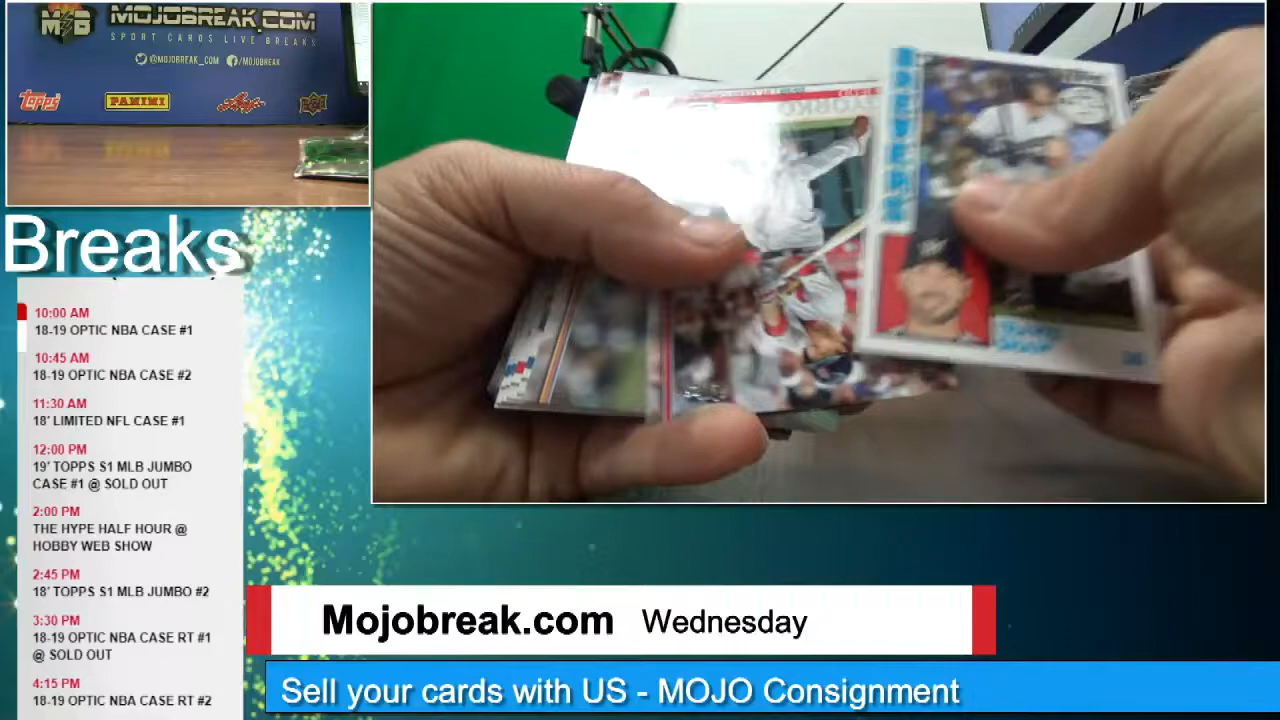 MOJOBREAK.COM
SPORT CARDS LIVE BREAKS
@MOJOBREAK_COM /MOJOBREAK
TOPPS
PANINI
Leaf
Breaks
10:00 AM
18-19 OPTIC NBA CASE #1
10:45 AM
18-19 OPTIC NBA CASE #2
11:30 AM
18' LIMITED NFL CASE #1
12:00 PM
19' TOPPS S1 MLB JUMBO
CASE #1 @ SOLD OUT
2:00 PM
THE HYPE HALF HOUR @
HOBBY WEB SHOW
2:45 PM
18' TOPPS S1 MLB JUMBO #2
3:30 PM
18-19 OPTIC NBA CASE RT #1
@ SOLD OUT
4:15 PM
18-19 OPTIC NBA CASE RT #2
BREWERS
Mojobreak.com Wednesday
Sell your cards with US - MOJO Consignment